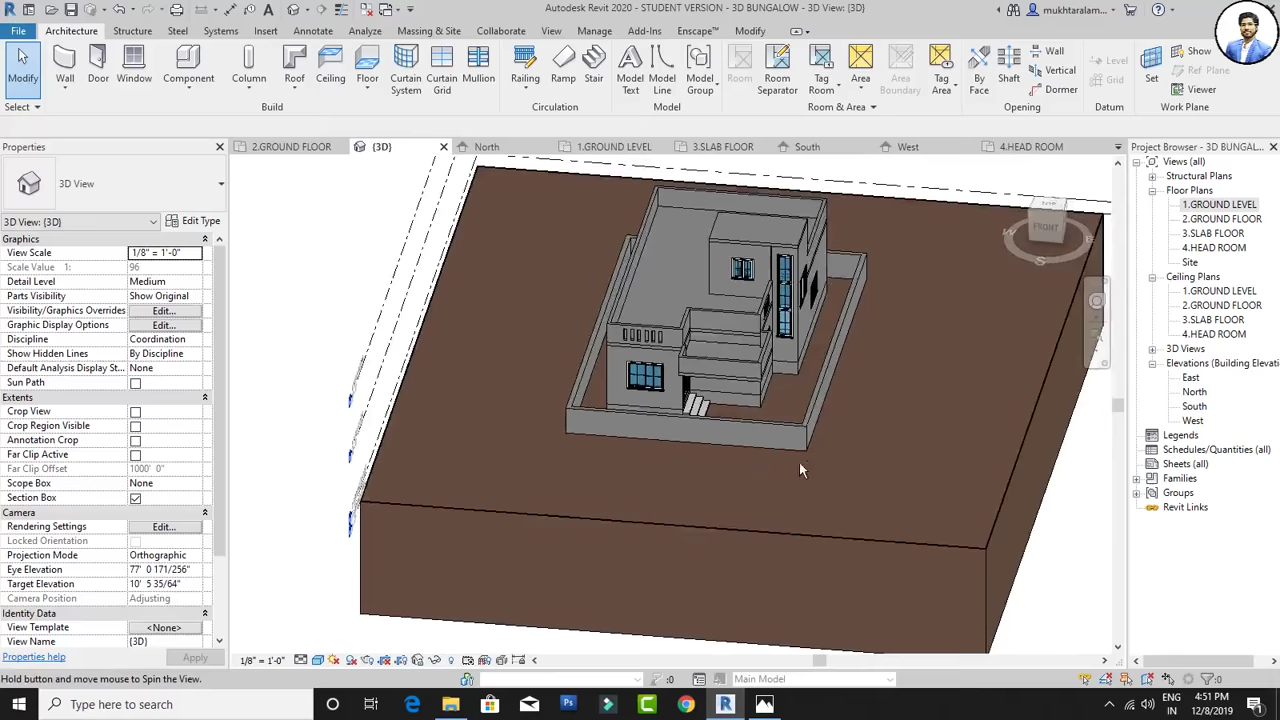 Autodesk Revit 2020 - STUDENT VERSION - 3D BUNGALOW - 3D View: {3D}
mukhtaralam...
File Architecture Structure Steel Systems Insert Annotate Analyze Massing & Site Collaborate View Manage Add-Ins Enscape™ Modify
Modify Wall Door Window Component Column Roof Ceiling Floor Curtain System Curtain Grid Mullion Railing Ramp Stair Model Text Model Line Model Group Room Room Separator Tag Room Area Area Boundary Tag Area By Face Shaft Wall Vertical Dormer Level Grid Set Show Ref Plane Viewer
Select Build Circulation Model Room & Area Opening Datum Work Plane
Properties
2.GROUND FLOOR {3D} North 1.GROUND LEVEL 3.SLAB FLOOR South West 4.HEAD ROOM
Project Browser - 3D BUNGAL...
3D View
3D View: {3D} Edit Type
Graphics
View Scale 1/8" = 1'-0"
Scale Value 1: 96
Detail Level Medium
Parts Visibility Show Original
Visibility/Graphics Overrides Edit...
Graphic Display Options Edit...
Discipline Coordination
Show Hidden Lines By Discipline
Default Analysis Display St... None
Sun Path
Extents
Crop View
Crop Region Visible
Annotation Crop
Far Clip Active
Far Clip Offset 1000' 0"
Scope Box None
Section Box
Camera
Rendering Settings Edit...
Locked Orientation
Projection Mode Orthographic
Eye Elevation 77' 0 171/256"
Target Elevation 10' 5 35/64"
Camera Position Adjusting
Identity Data
View Template <None>
View Name {3D}
Properties help Apply
FRONT
W
S
E
Views (all)
Structural Plans
Floor Plans
1.GROUND LEVEL
2.GROUND FLOOR
3.SLAB FLOOR
4.HEAD ROOM
Site
Ceiling Plans
1.GROUND LEVEL
2.GROUND FLOOR
3.SLAB FLOOR
4.HEAD ROOM
3D Views
Elevations (Building Elevati
East
North
South
West
Legends
Schedules/Quantities (all)
Sheets (all)
Families
Groups
Revit Links
1/8" = 1'-0"
Hold button and move mouse to Spin the View.
:0
Main Model
:0
Type here to search
ENG
IN
4:51 PM
12/8/2019